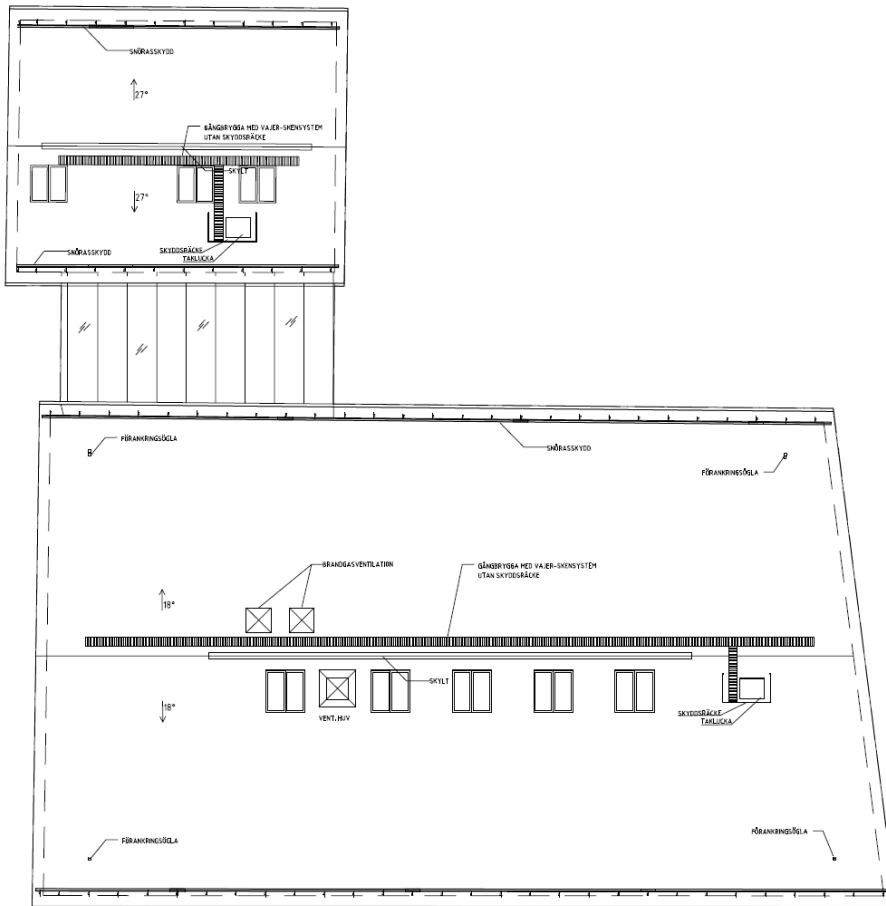 SNÖRASSKYDD
27°
GÅNGBRYGGA MED VAJER-SKENSYSTEM
UTAN SKYDDSRÄCKE
SKYLT
27°
SKYDDSRÄCKE
TAKLUCKA
SNÖRASSKYDD
FÖRANKRINGSÖGLA
SNÖRASSKYDD
FÖRANKRINGSÖGLA
BRANDGASVENTILATION
GÅNGBRYGGA MED VAJER-SKENSYSTEM
UTAN SKYDDSRÄCKE
18°
SKYLT
18°
VENT.HUV
SKYDDSRÄCKE
TAKLUCKA
FÖRANKRINGSÖGLA
FÖRANKRINGSÖGLA